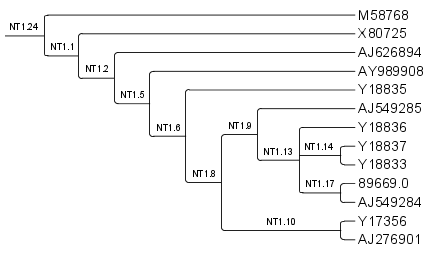 M58768
NT1.24
X80725
NT1.1
AJ626894
NT1.2
AY989908
NT1.5
Y18835
AJ549285
NT1.6
NT1.9
Y18836
Y18837
NT1.14
NT1.13
Y18833
NT1.8
89669.0
NT1.17
AJ549284
Y17356
NT1.10
AJ276901